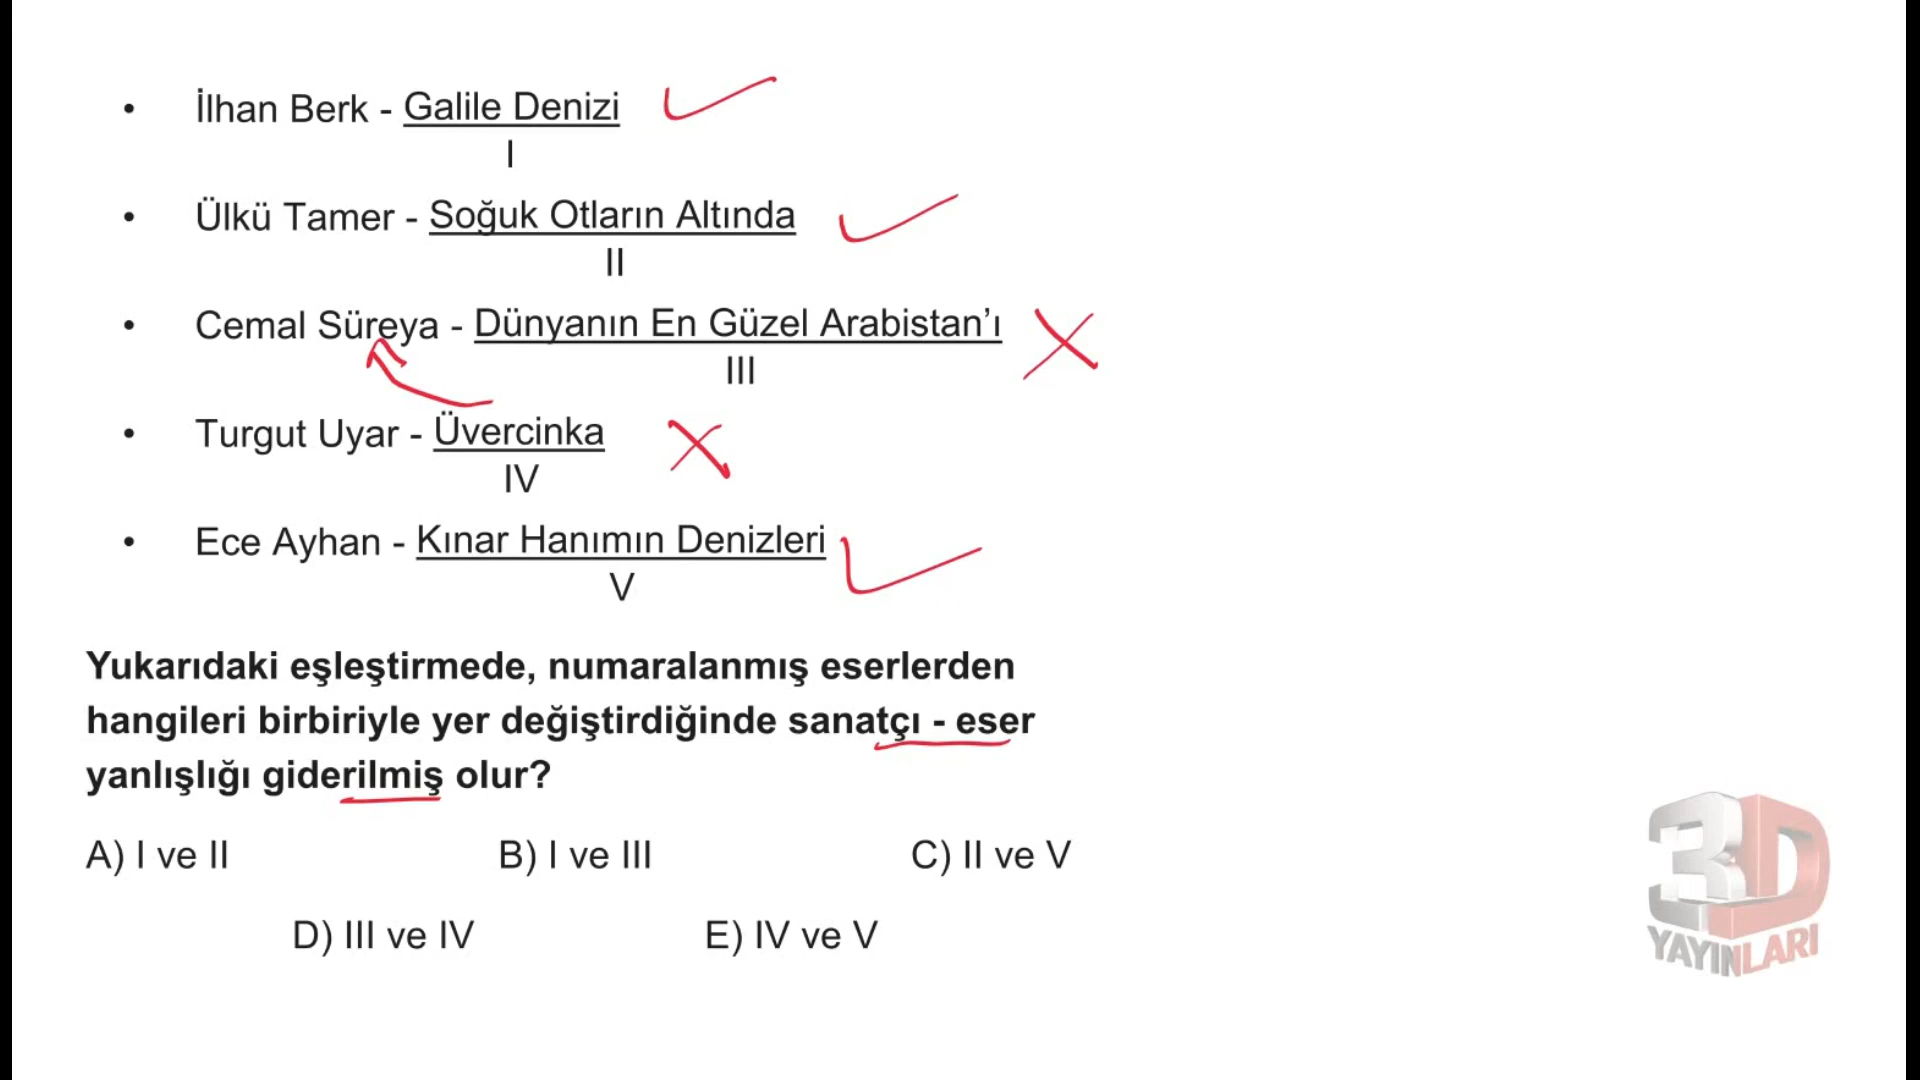 • İlhan Berk - Galile Denizi
I
• Ülkü Tamer - Soğuk Otların Altında
II
• Cemal Süreya - Dünyanın En Güzel Arabistan’ı
III
• Turgut Uyar - Üvercinka
IV
• Ece Ayhan - Kınar Hanımın Denizleri
V
Yukarıdaki eşleştirmede, numaralanmış eserlerden
hangileri birbiriyle yer değiştirdiğinde sanatçı - eser
yanlışlığı giderilmiş olur?
A) I ve II B) I ve III C) II ve V
D) III ve IV E) IV ve V
3D
YAYINLARI